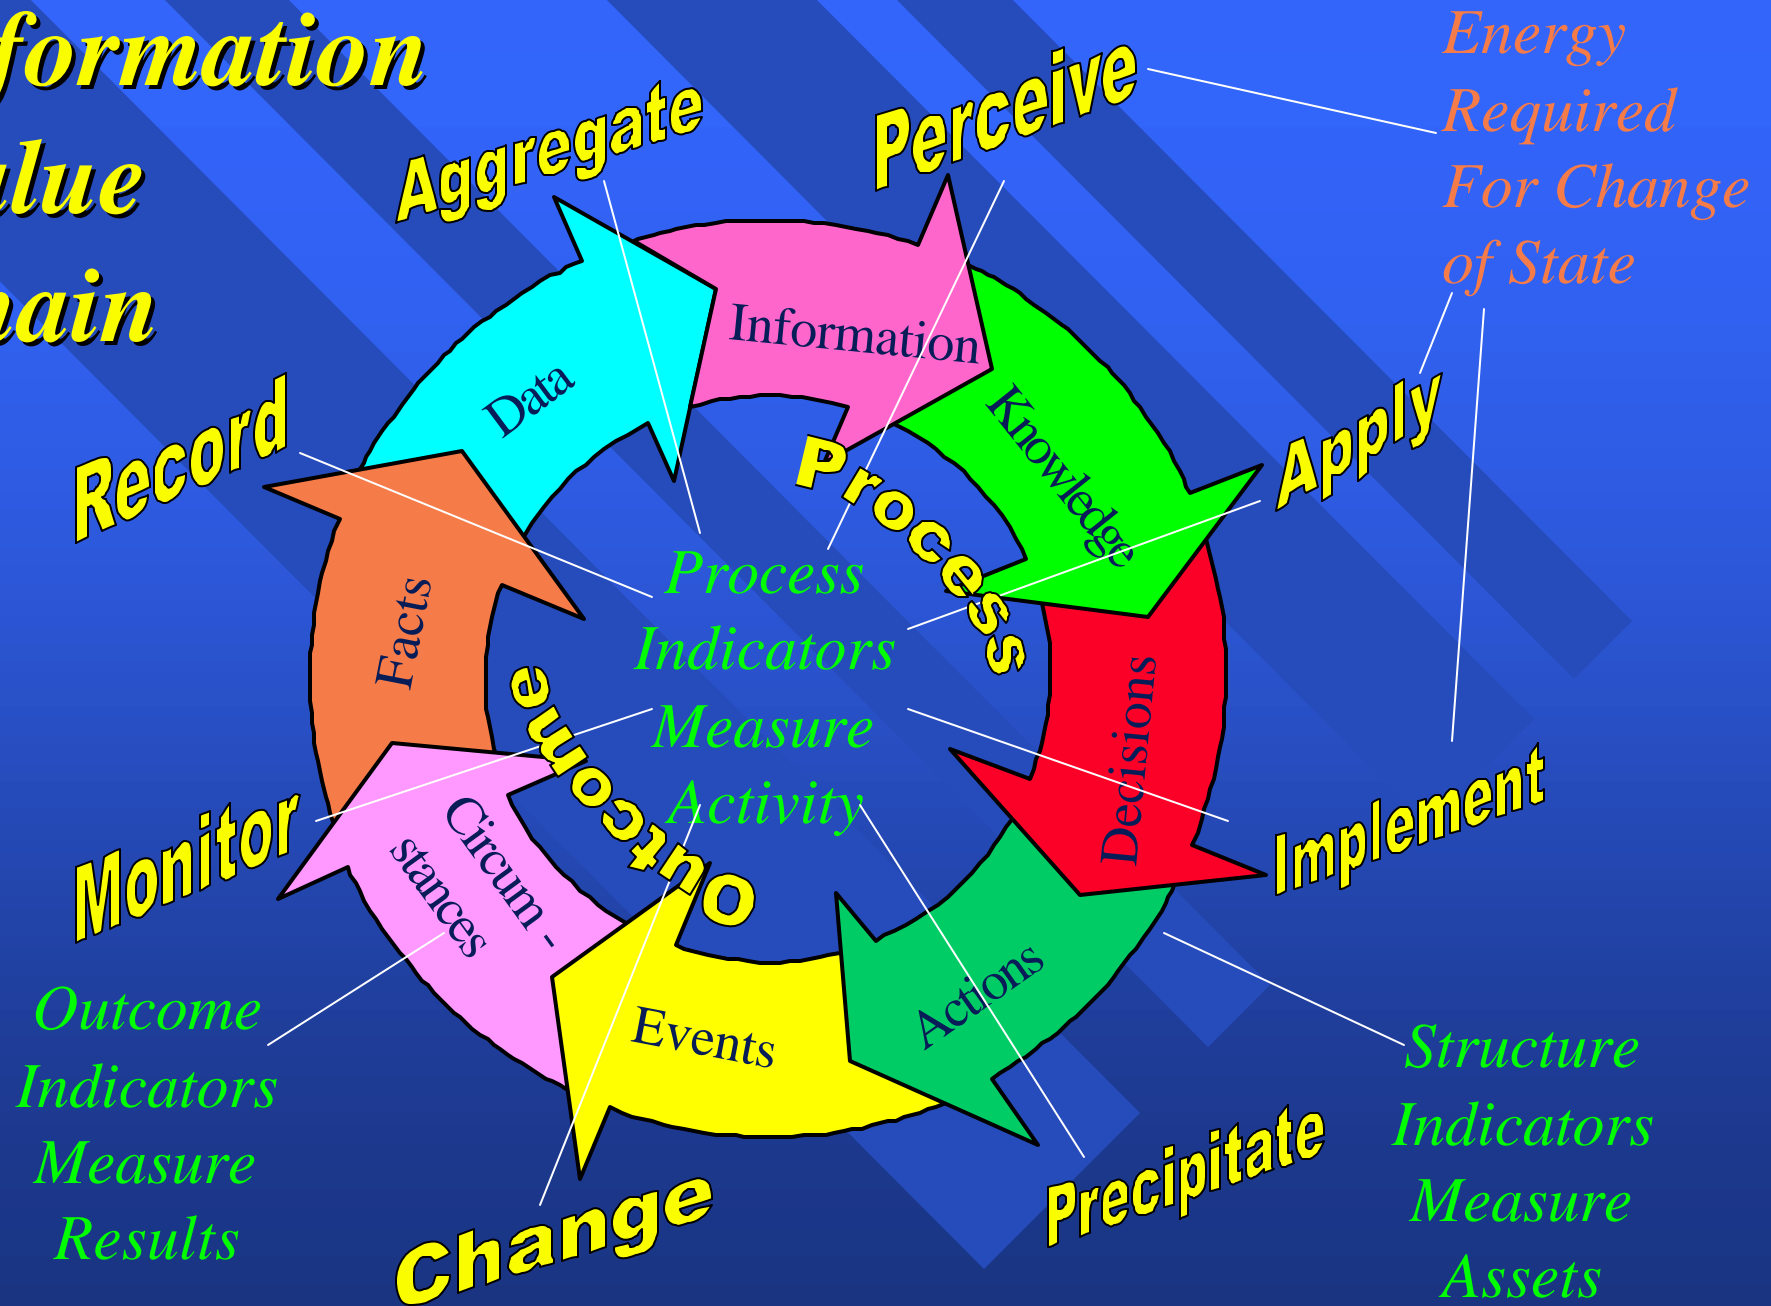 formation
alue
hain
Energy
Required
For Change
of State
Aggregate
Perceive
Record
Apply
Monitor
Implement
Change
Precipitate
Data
Information
Knowledge
Decisions
Actions
Events
Circum -
stances
Facts
Process
Outcome
Process
Indicators
Measure
Activity
Outcome
Indicators
Measure
Results
Structure
Indicators
Measure
Assets